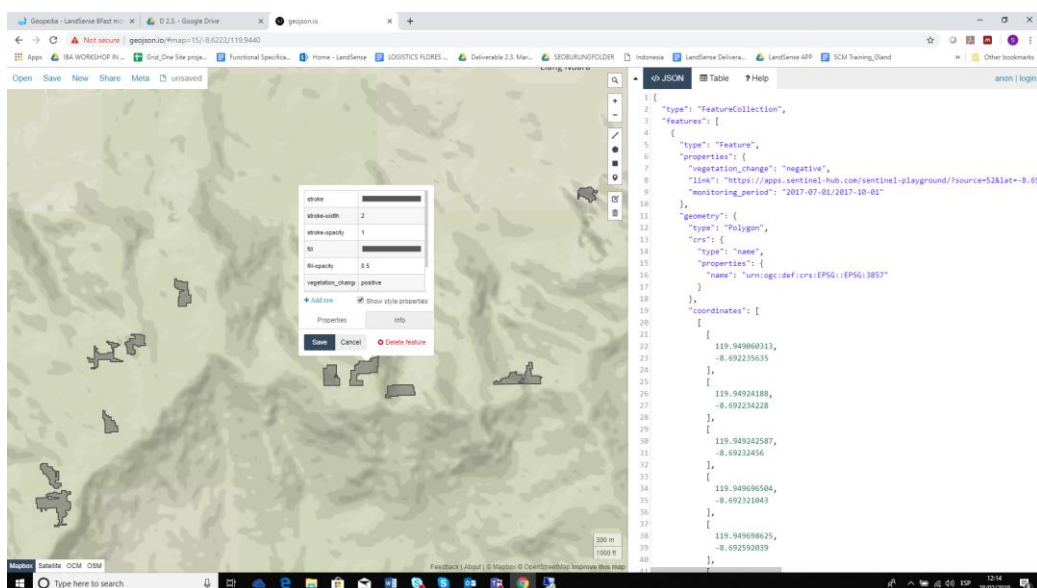 Geopedia - LandSense BFast mo
D 2.3. - Google Drive
geojson.io
Not secure | geojson.io/#map=15/-8.6222/119.9440
Apps
IBA WORKSHOP IN ...
Grid_One Site proje...
Functional Specifica...
Home - LandSense
LOGISTICS FLORES ...
Deliverable 2.3. Mar...
SEOBURUNGFOLDER
Indonesia
LandSense Delivera...
LandSense APP
SCM Training_Gland
Other bookmarks
Open Save New Share Meta unsaved
</> JSON Table ? Help anon | login
stroke
stroke-width 2
stroke-opacity 1
fill
fill-opacity 0.5
vegetation_change positive
+ Add row Show style properties
Properties Info
Save Cancel Delete feature
300 m
1000 ft
Mapbox Satellite OCM OSM
Feedback | About | © Mapbox © OpenStreetMap Improve this map
1 {
2 "type": "FeatureCollection",
3 "features": [
4 {
5 "type": "Feature",
6 "properties": {
7 "vegetation_change": "negative",
8 "link": "https://apps.sentinel-hub.com/sentinel-playground/?source=S2&lat=-8.69
9 "monitoring_period": "2017-07-01/2017-10-01"
10 },
11 "geometry": {
12 "type": "Polygon",
13 "crs": {
14 "type": "name",
15 "properties": {
16 "name": "urn:ogc:def:crs:EPSG::EPSG:3857"
17 }
18 },
19 "coordinates": [
20 [
21 [
22 119.949060313,
23 -8.692235635
24 ],
25 [
26 119.94924188,
27 -8.692234228
28 ],
29 [
30 119.949242587,
31 -8.69232456
32 ],
33 [
34 119.949696504,
35 -8.692321043
36 ],
37 [
38 119.949698625,
39 -8.692592039
40 ],
41 [
Type here to search
ESP
12:14